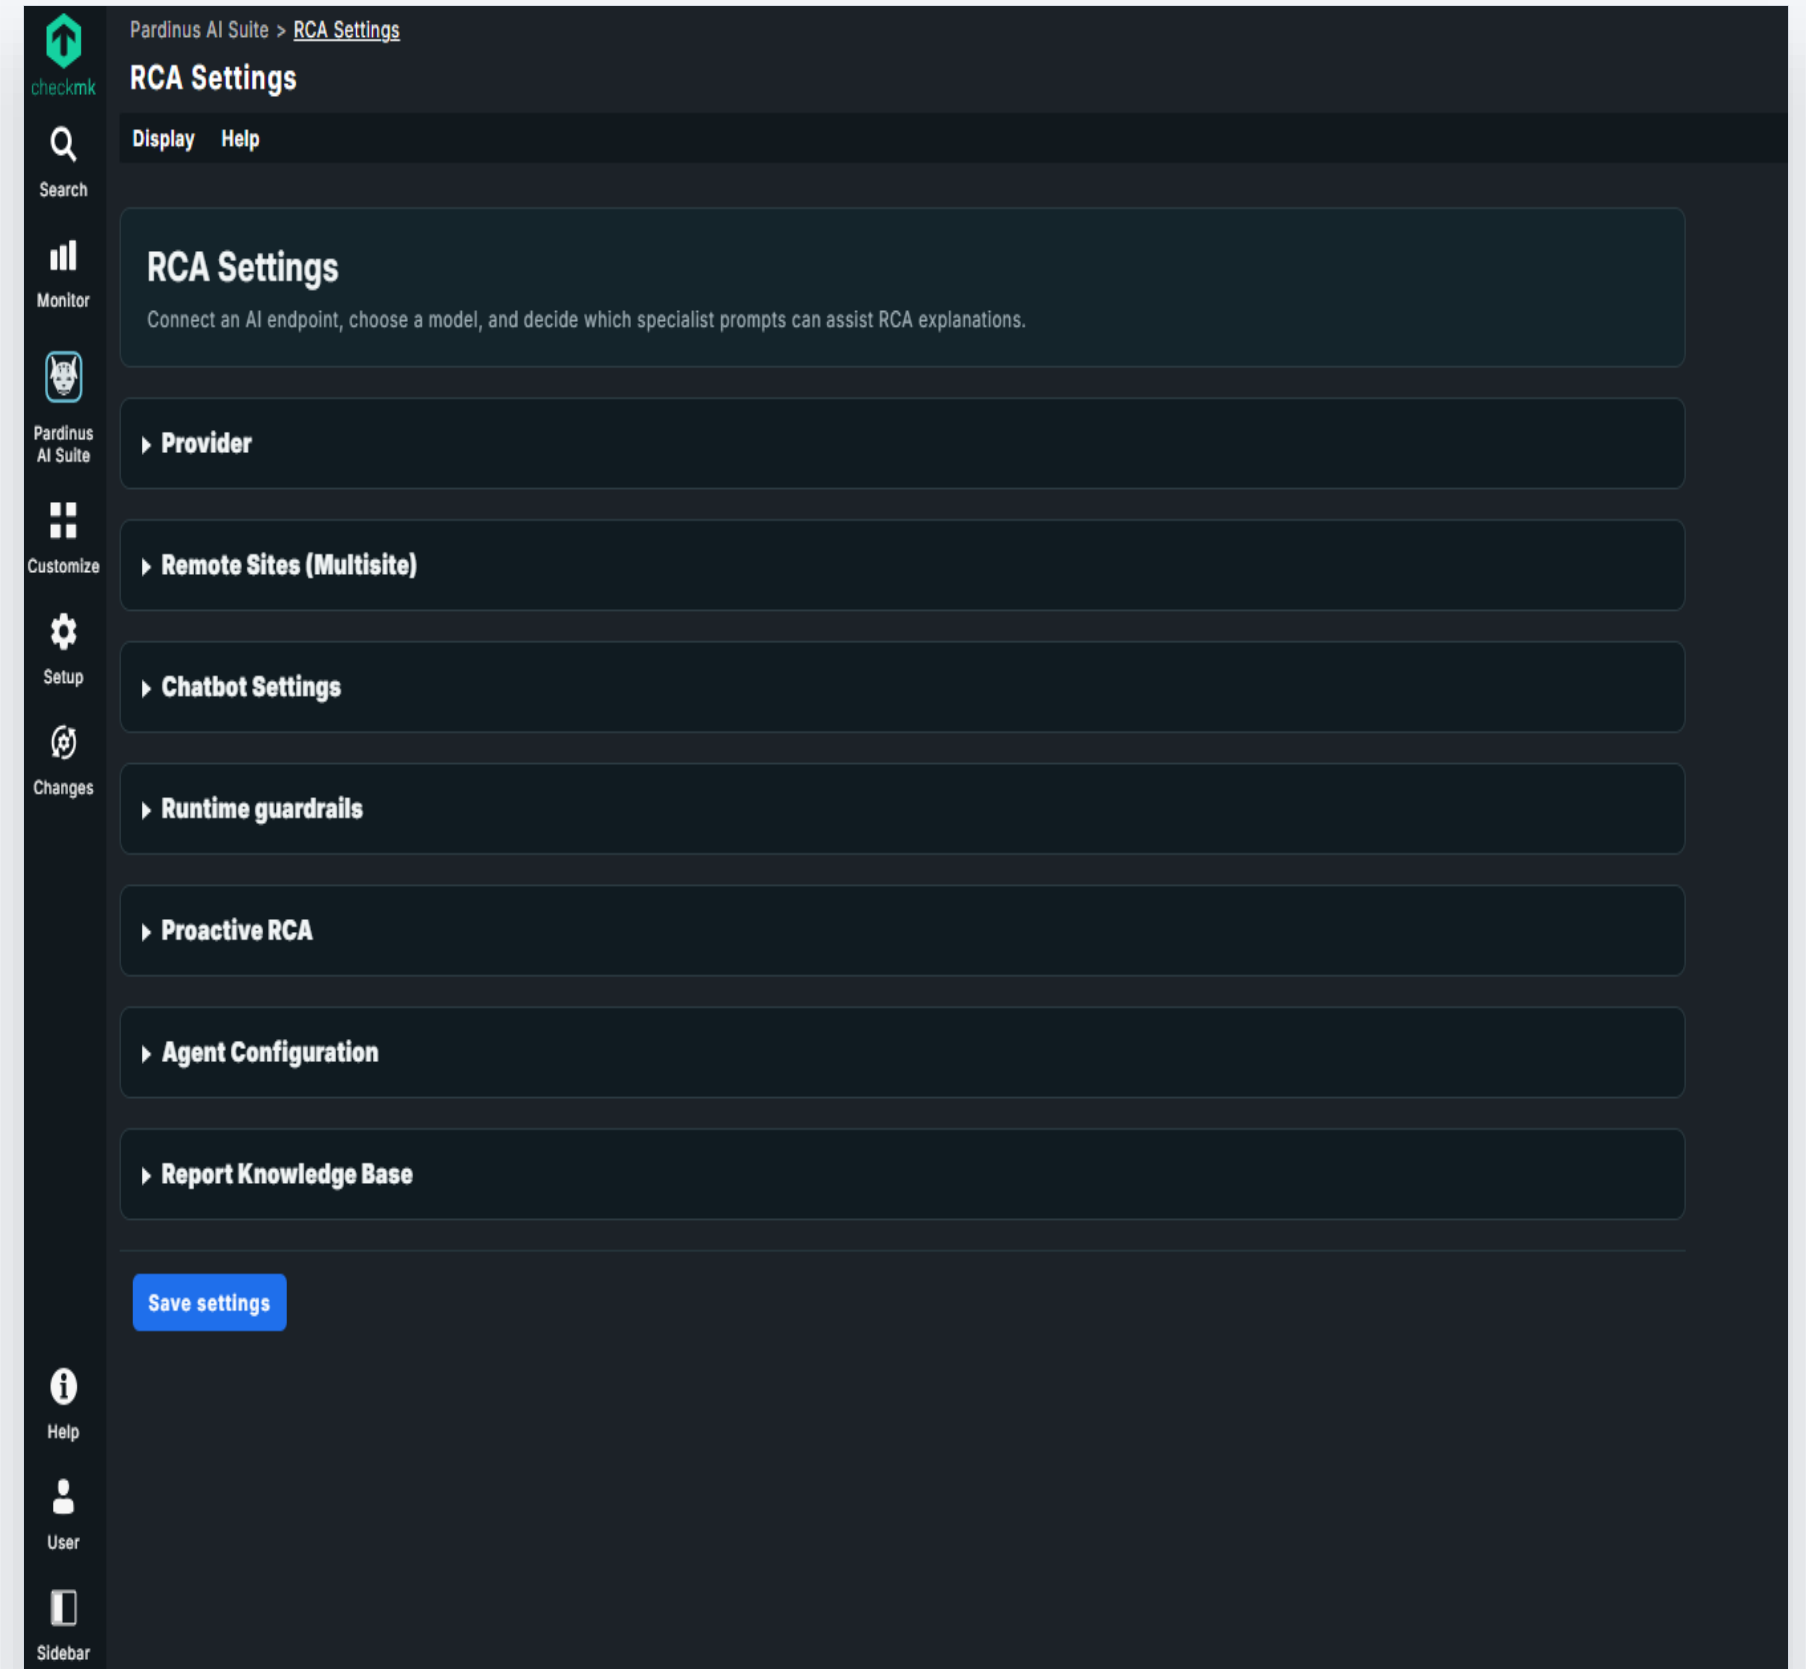 Pardinus AI Suite > RCA Settings
RCA Settings
checkmk
Display Help
Search
Monitor
Pardinus
AI Suite
Customize
Setup
Changes
RCA Settings
Connect an AI endpoint, choose a model, and decide which specialist prompts can assist RCA explanations.
Provider
Remote Sites (Multisite)
Chatbot Settings
Runtime guardrails
Proactive RCA
Agent Configuration
Report Knowledge Base
Save settings
Help
User
Sidebar